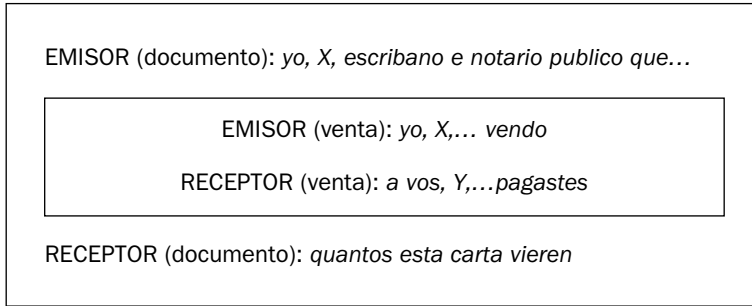 EMISOR (documento): yo, X, escribano e notario publico que…
EMISOR (venta): yo, X,… vendo
RECEPTOR (venta): a vos, Y,…pagastes
RECEPTOR (documento): quantos esta carta vieren